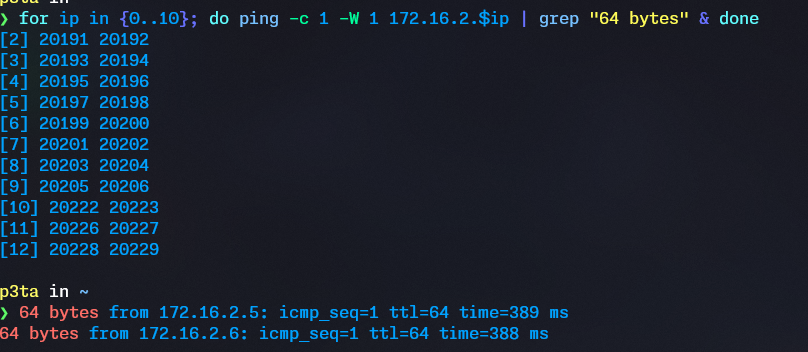 p3ta in
❯ for ip in {0..10}; do ping -c 1 -W 1 172.16.2.$ip | grep "64 bytes" & done
[2] 20191 20192
[3] 20193 20194
[4] 20195 20196
[5] 20197 20198
[6] 20199 20200
[7] 20201 20202
[8] 20203 20204
[9] 20205 20206
[10] 20222 20223
[11] 20226 20227
[12] 20228 20229
p3ta in ~
❯ 64 bytes from 172.16.2.5: icmp_seq=1 ttl=64 time=389 ms
64 bytes from 172.16.2.6: icmp_seq=1 ttl=64 time=388 ms